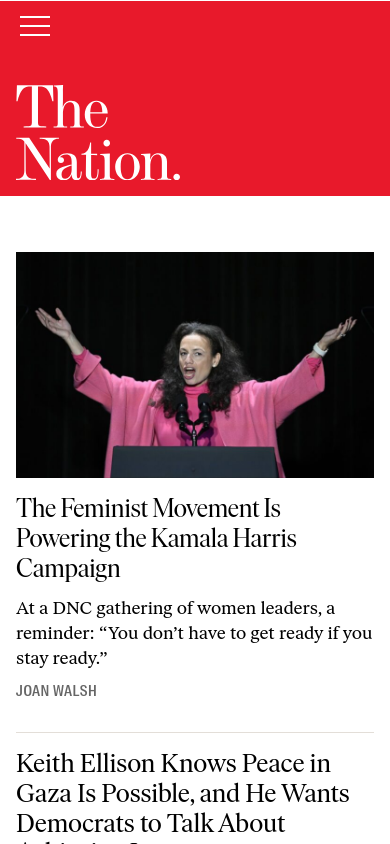 The
Nation.
The Feminist Movement Is
Powering the Kamala Harris
Campaign
At a DNC gathering of women leaders, a
reminder: “You don’t have to get ready if you
stay ready.”
JOAN WALSH
Keith Ellison Knows Peace in
Gaza Is Possible, and He Wants
Democrats to Talk About